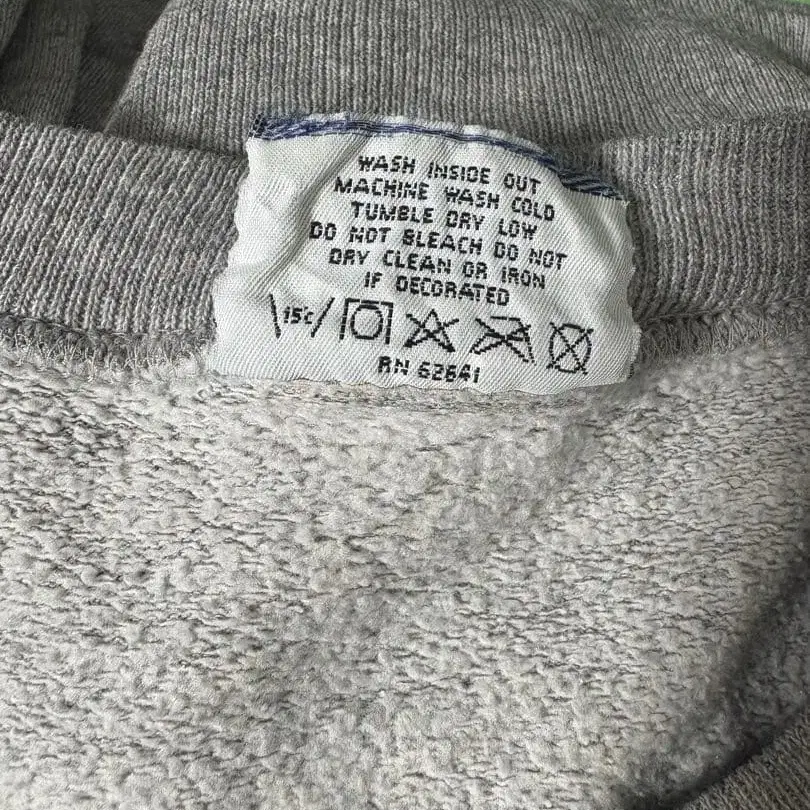 WASH INSIDE OUT
MACHINE WASH COLD
TUMBLE DRY LOW
DO NOT BLEACH DO NOT
DRY CLEAN OR IRON
IF DECORATED
15°c
RN 62641